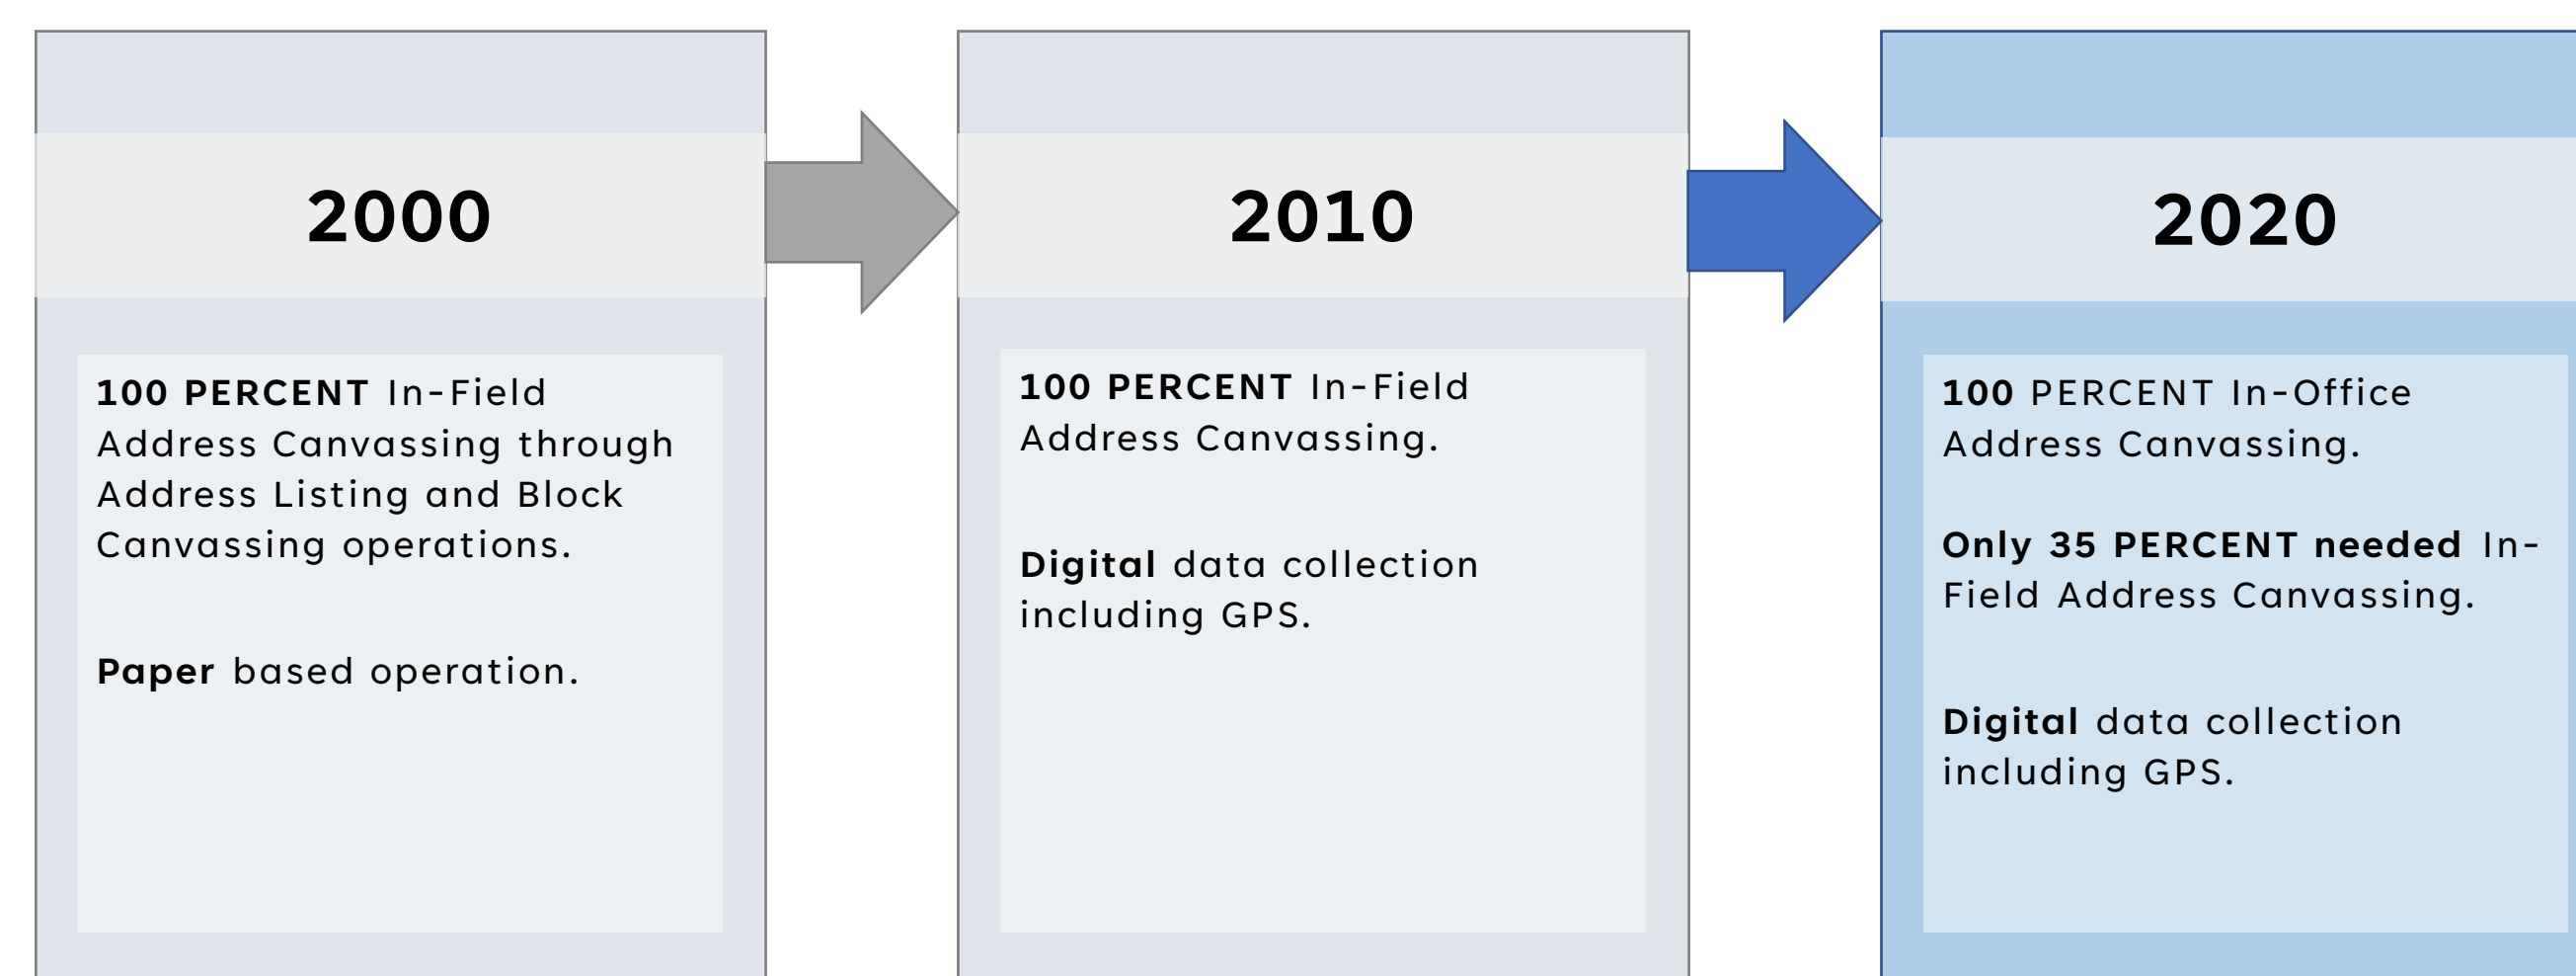 2000
100 PERCENT In-Field
Address Canvassing through
Address Listing and Block
Canvassing operations.
Paper based operation.
2010
100 PERCENT In-Field
Address Canvassing.
Digital data collection
including GPS.
2020
100 PERCENT In-Office
Address Canvassing.
Only 35 PERCENT needed In-
Field Address Canvassing.
Digital data collection
including GPS.